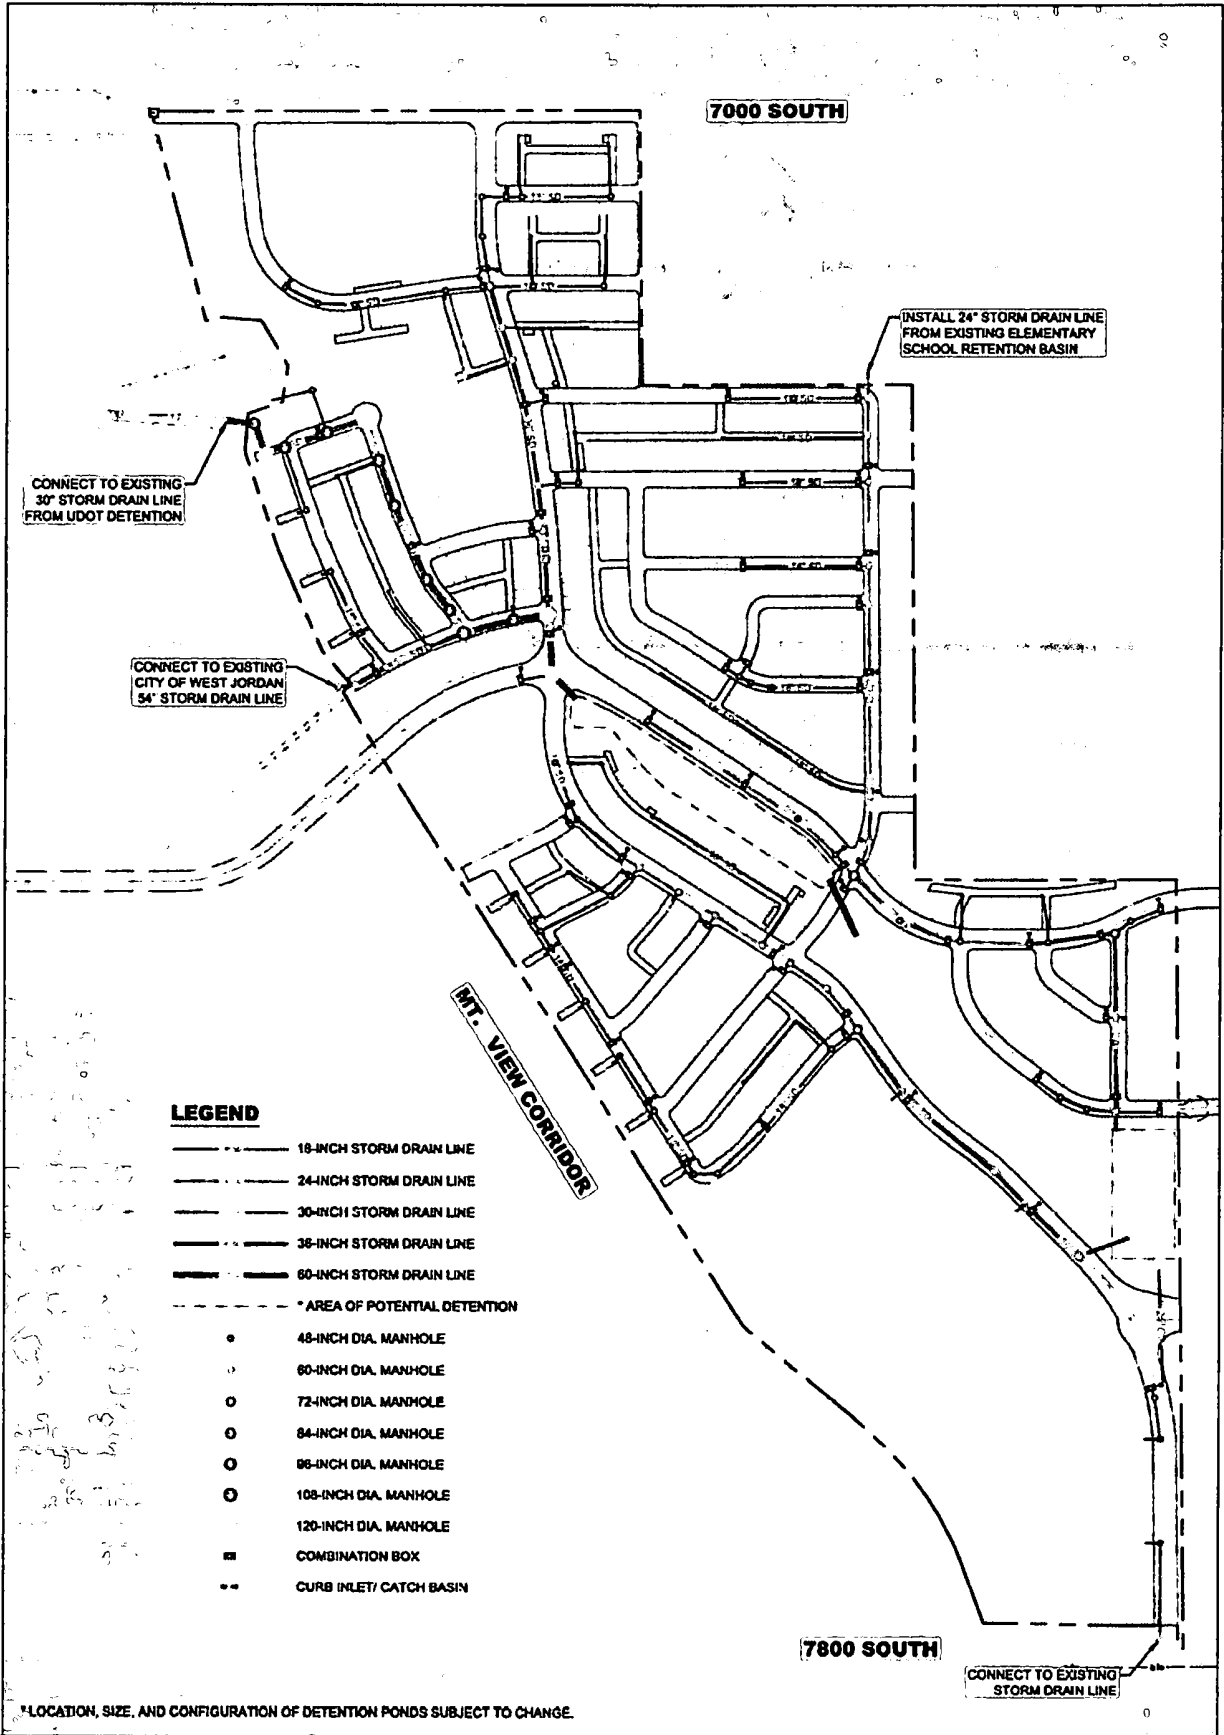 7000 SOUTH
INSTALL 24" STORM DRAIN LINE
FROM EXISTING ELEMENTARY
SCHOOL RETENTION BASIN
CONNECT TO EXISTING
30" STORM DRAIN LINE
FROM UDOT DETENTION
CONNECT TO EXISTING
CITY OF WEST JORDAN
54" STORM DRAIN LINE
MT. VIEW CORRIDOR
LEGEND
18-INCH STORM DRAIN LINE
24-INCH STORM DRAIN LINE
30-INCH STORM DRAIN LINE
36-INCH STORM DRAIN LINE
60-INCH STORM DRAIN LINE
* AREA OF POTENTIAL DETENTION
48-INCH DIA. MANHOLE
60-INCH DIA. MANHOLE
72-INCH DIA. MANHOLE
84-INCH DIA. MANHOLE
96-INCH DIA. MANHOLE
108-INCH DIA. MANHOLE
120-INCH DIA. MANHOLE
COMBINATION BOX
CURB INLET/ CATCH BASIN
7800 SOUTH
CONNECT TO EXISTING
STORM DRAIN LINE
*LOCATION, SIZE, AND CONFIGURATION OF DETENTION PONDS SUBJECT TO CHANGE.